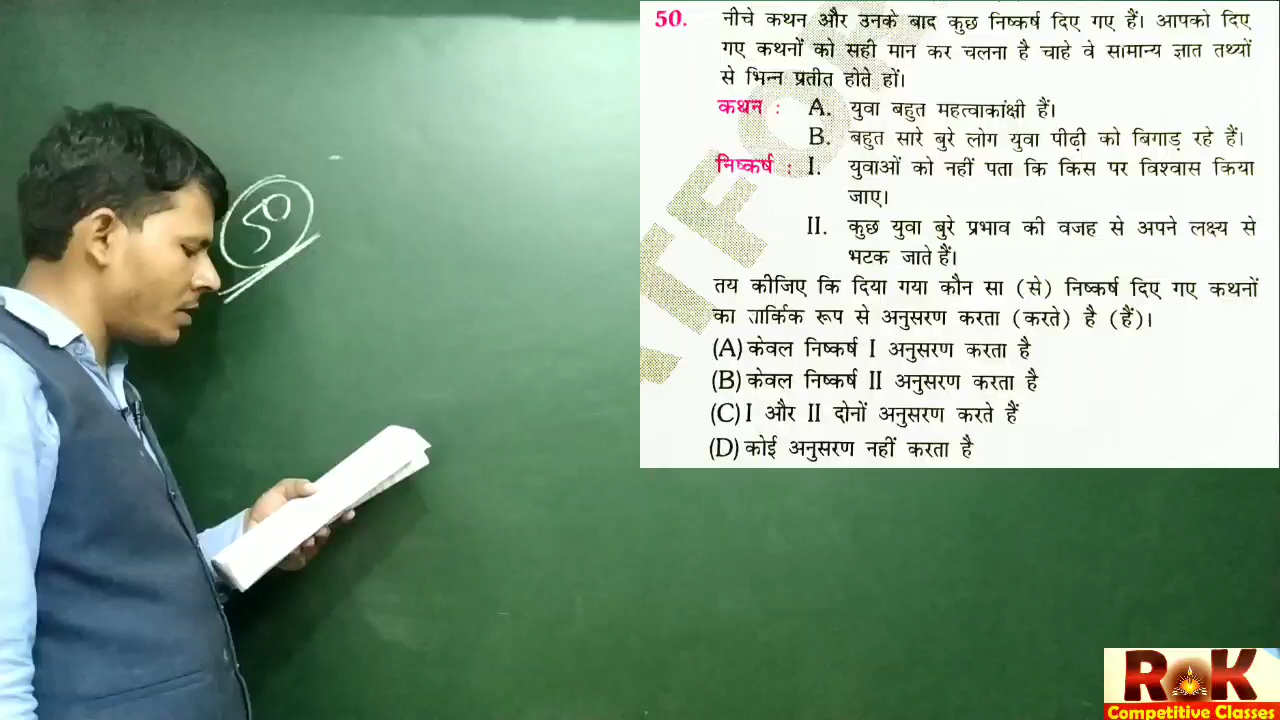 50
50. नीचे कथन और उनके बाद कुछ निष्कर्ष दिए गए हैं। आपको दिए
गए कथनों को सही मान कर चलना है चाहे वे सामान्य ज्ञात तथ्यों
से भिन्न प्रतीत होते हों।
कथन : A. युवा बहुत महत्वाकांक्षी हैं।
B. बहुत सारे बुरे लोग युवा पीढ़ी को बिगाड़ रहे हैं।
निष्कर्ष : I. युवाओं को नहीं पता कि किस पर विश्वास किया
जाए।
II. कुछ युवा बुरे प्रभाव की वजह से अपने लक्ष्य से
भटक जाते हैं।
तय कीजिए कि दिया गया कौन सा (से) निष्कर्ष दिए गए कथनों
का तार्किक रूप से अनुसरण करता (करते) है (हैं)।
(A) केवल निष्कर्ष I अनुसरण करता है
(B) केवल निष्कर्ष II अनुसरण करता है
(C) I और II दोनों अनुसरण करते हैं
(D) कोई अनुसरण नहीं करता है
RK
Competitive Classes